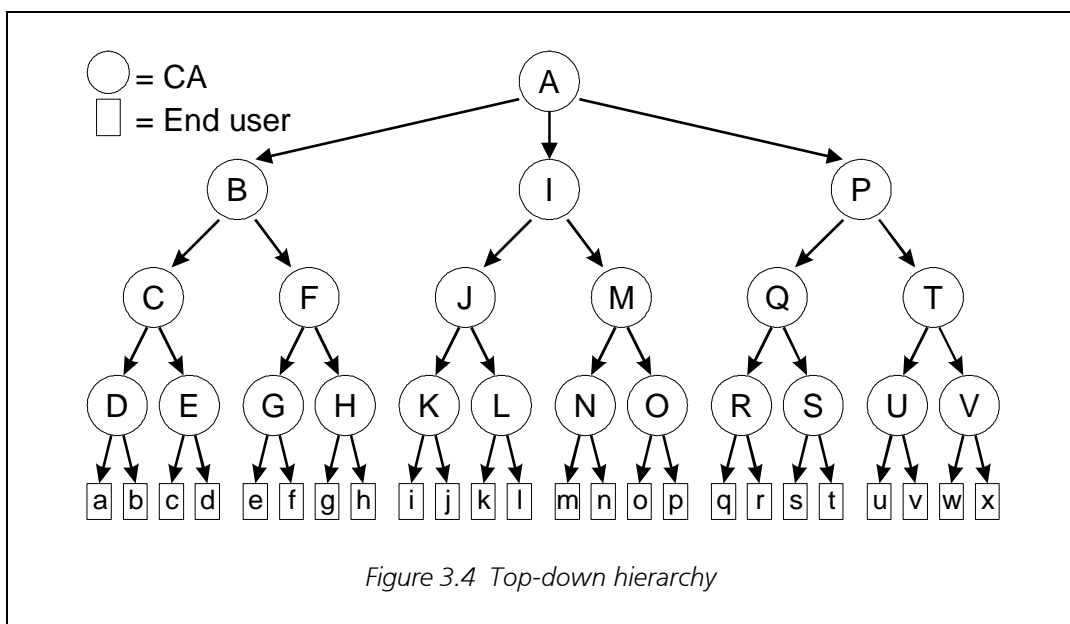 = CA
= End user
A
B I P
C F J M Q T
D E G H K L N O R S U V
a b c d e f g h i j k l m n o p q r s t u v w x
Figure 3.4 Top-down hierarchy